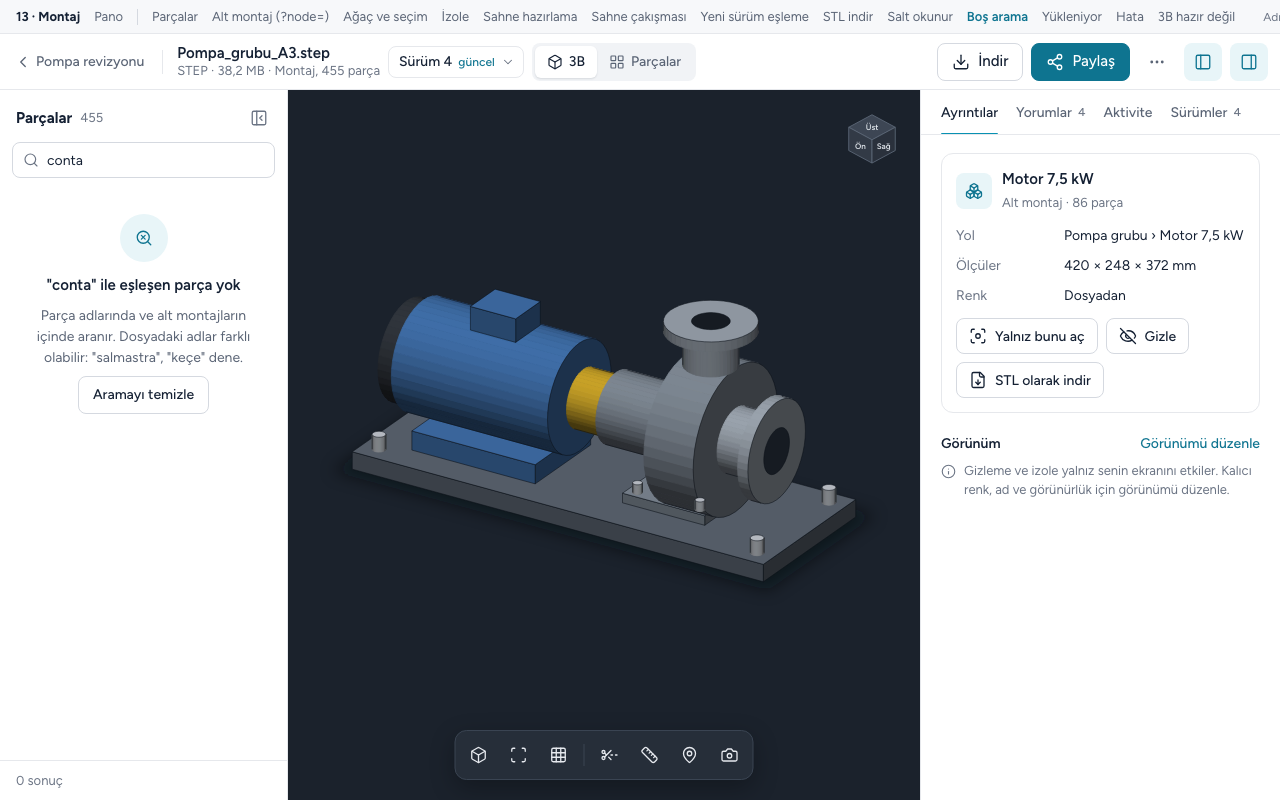 13 · Montaj Pano Parçalar Alt montaj (?node=) Ağaç ve seçim İzole Sahne hazırlama Sahne çakışması Yeni sürüm eşleme STL indir Salt okunur Boş arama Yükleniyor Hata 3B hazır değil
Pompa revizyonu
Pompa_grubu_A3.step
STEP · 38,2 MB · Montaj, 455 parça
Sürüm 4 güncel
3B
Parçalar
İndir
Paylaş
Parçalar 455
conta
"conta" ile eşleşen parça yok
Parça adlarında ve alt montajların
içinde aranır. Dosyadaki adlar farklı
olabilir: "salmastra", "keçe" dene.
Aramayı temizle
0 sonuç
Üst
Ön Sağ
Ayrıntılar Yorumlar 4 Aktivite Sürümler 4
Motor 7,5 kW
Alt montaj · 86 parça
Yol Pompa grubu › Motor 7,5 kW
Ölçüler 420 × 248 × 372 mm
Renk Dosyadan
Yalnız bunu aç Gizle
STL olarak indir
Görünüm Görünümü düzenle
Gizleme ve izole yalnız senin ekranını etkiler. Kalıcı
renk, ad ve görünürlük için görünümü düzenle.